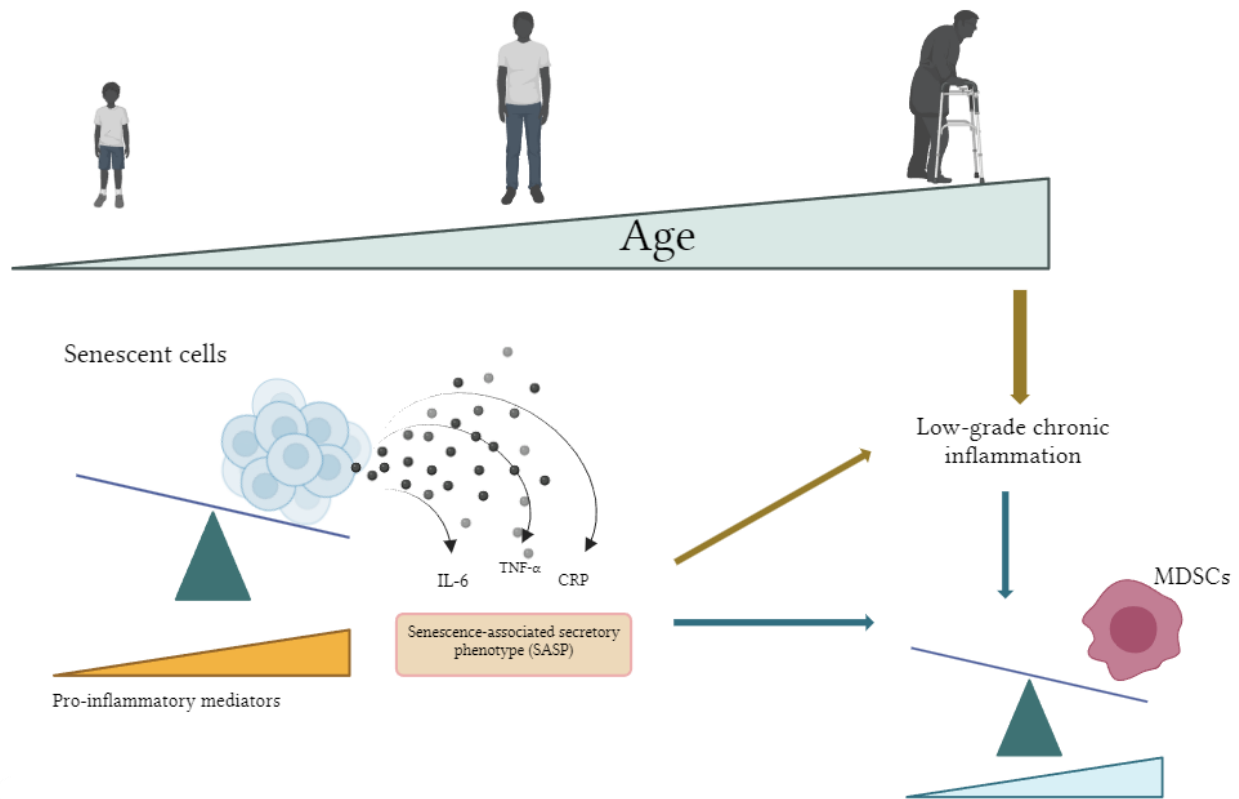 Age
Senescent cells
Low-grade chronic
inflammation
IL-6
TNF-α
CRP
MDSCs
Senescence-associated secretory
phenotype (SASP)
Pro-inflammatory mediators